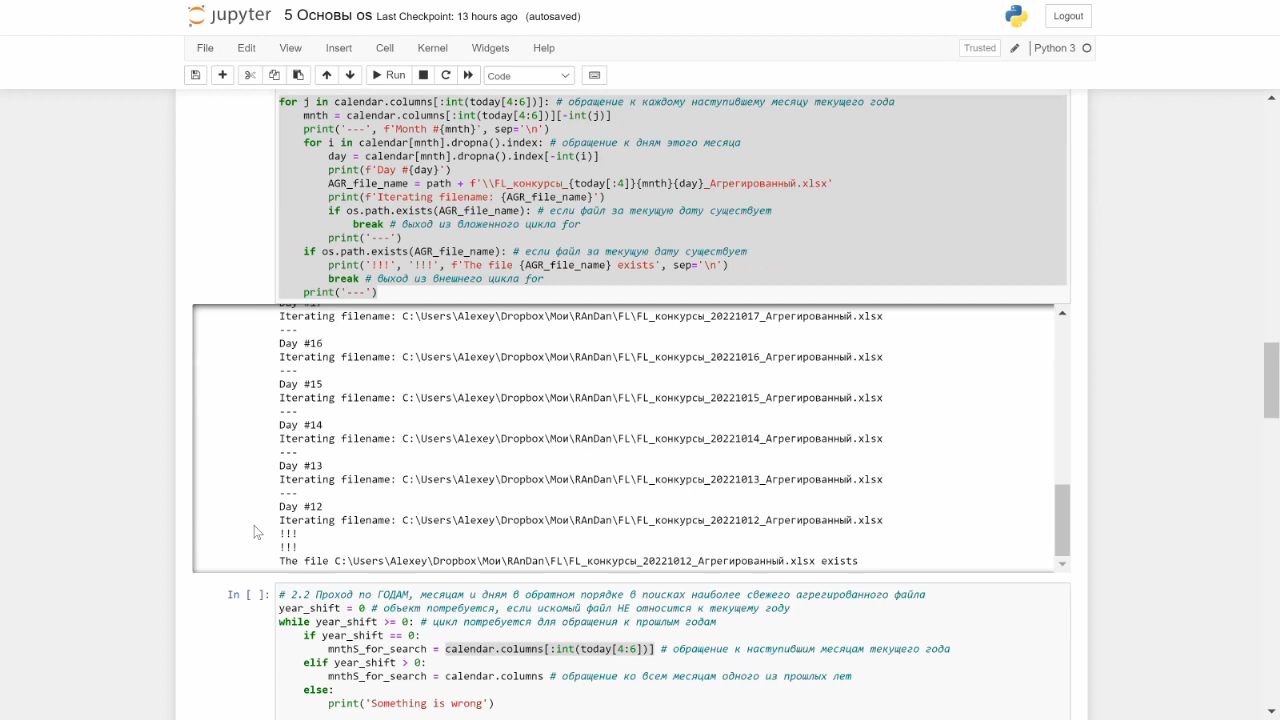 jupyter 5 Основы os Last Checkpoint: 13 hours ago (autosaved) Logout
File Edit View Insert Cell Kernel Widgets Help Trusted Python 3
Run Code
for j in calendar.columns[:int(today[4:6])]: # обращение к каждому наступившему месяцу текущего года
mnth = calendar.columns[:int(today[4:6])][-int(j)]
print('---', f'Month #{mnth}', sep='\n')
for i in calendar[mnth].dropna().index: # обращение к дням этого месяца
day = calendar[mnth].dropna().index[-int(i)]
print(f'Day #{day}')
AGR_file_name = path + f'\\FL_конкурсы_{today[:4]}{mnth}{day}_Агрегированный.xlsx'
print(f'Iterating filename: {AGR_file_name}')
if os.path.exists(AGR_file_name): # если файл за текущую дату существует
break # выход из вложенного цикла for
print('---')
if os.path.exists(AGR_file_name): # если файл за текущую дату существует
print('!!!', '!!!', f'The file {AGR_file_name} exists', sep='\n')
break # выход из внешнего цикла for
print('---')
Day #17
Iterating filename: C:\Users\Alexey\Dropbox\Мои\RAnDan\FL\FL_конкурсы_20221017_Агрегированный.xlsx
---
Day #16
Iterating filename: C:\Users\Alexey\Dropbox\Мои\RAnDan\FL\FL_конкурсы_20221016_Агрегированный.xlsx
---
Day #15
Iterating filename: C:\Users\Alexey\Dropbox\Мои\RAnDan\FL\FL_конкурсы_20221015_Агрегированный.xlsx
---
Day #14
Iterating filename: C:\Users\Alexey\Dropbox\Мои\RAnDan\FL\FL_конкурсы_20221014_Агрегированный.xlsx
---
Day #13
Iterating filename: C:\Users\Alexey\Dropbox\Мои\RAnDan\FL\FL_конкурсы_20221013_Агрегированный.xlsx
---
Day #12
Iterating filename: C:\Users\Alexey\Dropbox\Мои\RAnDan\FL\FL_конкурсы_20221012_Агрегированный.xlsx
!!!
!!!
The file C:\Users\Alexey\Dropbox\Мои\RAnDan\FL\FL_конкурсы_20221012_Агрегированный.xlsx exists
In [ ]: # 2.2 Проход по ГОДАМ, месяцам и дням в обратном порядке в поисках наиболее свежего агрегированного файла
year_shift = 0 # объект потребуется, если искомый файл НЕ относится к текущему году
while year_shift >= 0: # цикл потребуется для обращения к прошлым годам
if year_shift == 0:
mnthS_for_search = calendar.columns[:int(today[4:6])] # обращение к наступившим месяцам текущего года
elif year_shift > 0:
mnthS_for_search = calendar.columns # обращение ко всем месяцам одного из прошлых лет
else:
print('Something is wrong')